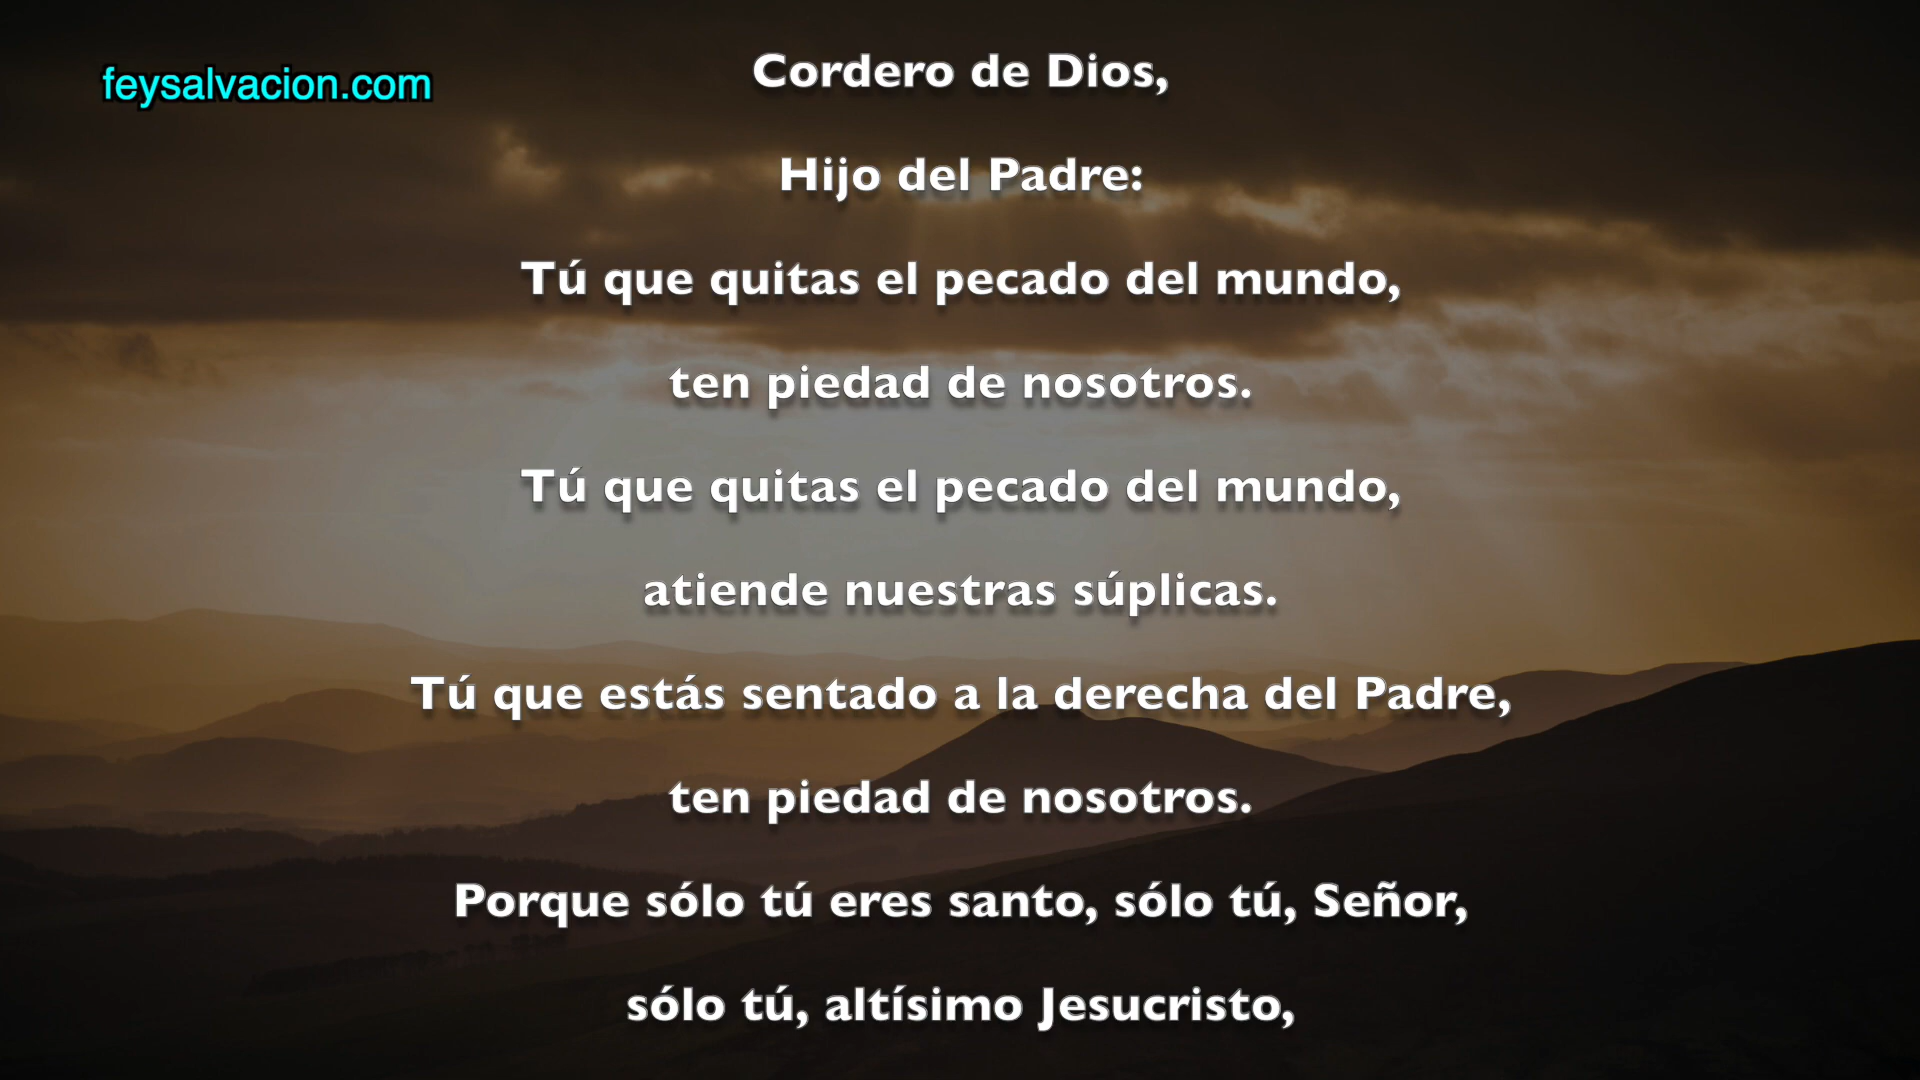 feysalvacion.com
Cordero de Dios,
Hijo del Padre:
Tú que quitas el pecado del mundo,
ten piedad de nosotros.
Tú que quitas el pecado del mundo,
atiende nuestras súplicas.
Tú que estás sentado a la derecha del Padre,
ten piedad de nosotros.
Porque sólo tú eres santo, sólo tú, Señor,
sólo tú, altísimo Jesucristo,